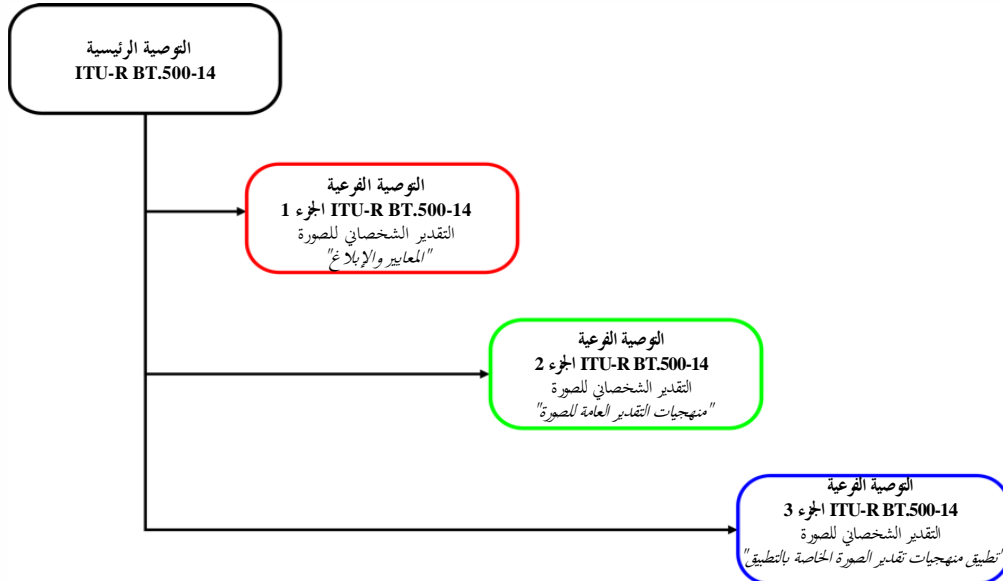 التوصية الرئيسية
ITU-R BT.500-14
التوصية الفرعية
ITU-R BT.500-14 الجزء 1
التقدير الشخصاني للصورة
"المعايير والإبلاغ"
التوصية الفرعية
ITU-R BT.500-14 الجزء 2
التقدير الشخصاني للصورة
"منهجيات التقدير العامة للصورة"
التوصية الفرعية
ITU-R BT.500-14 الجزء 3
التقدير الشخصاني للصورة
"تطبيق منهجيات تقدير الصورة الخاصة بالتطبيق"